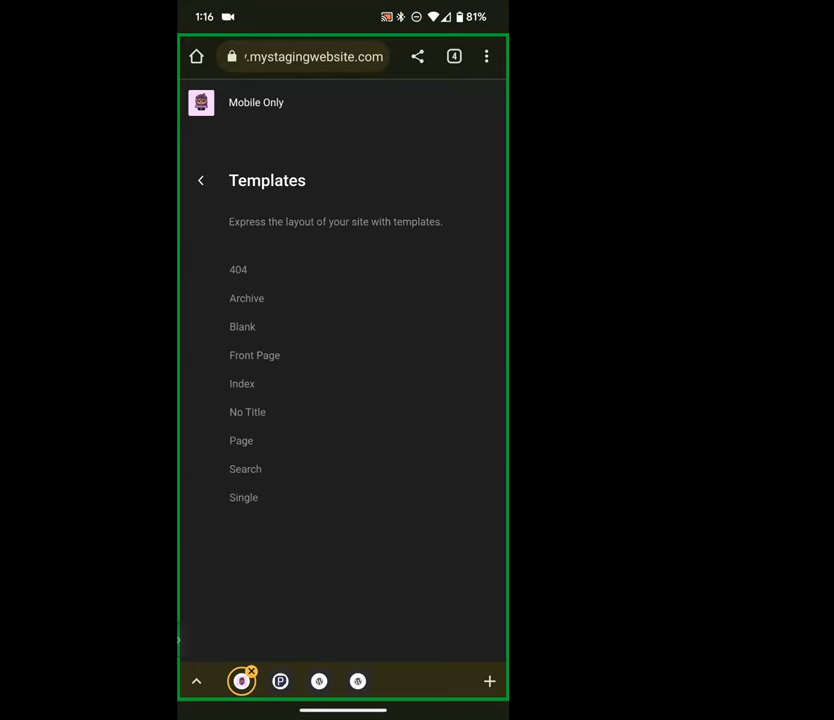 1:16
81%
.mystagingwebsite.com
4
Mobile Only
Templates
Express the layout of your site with templates.
404
Archive
Blank
Front Page
Index
No Title
Page
Search
Single